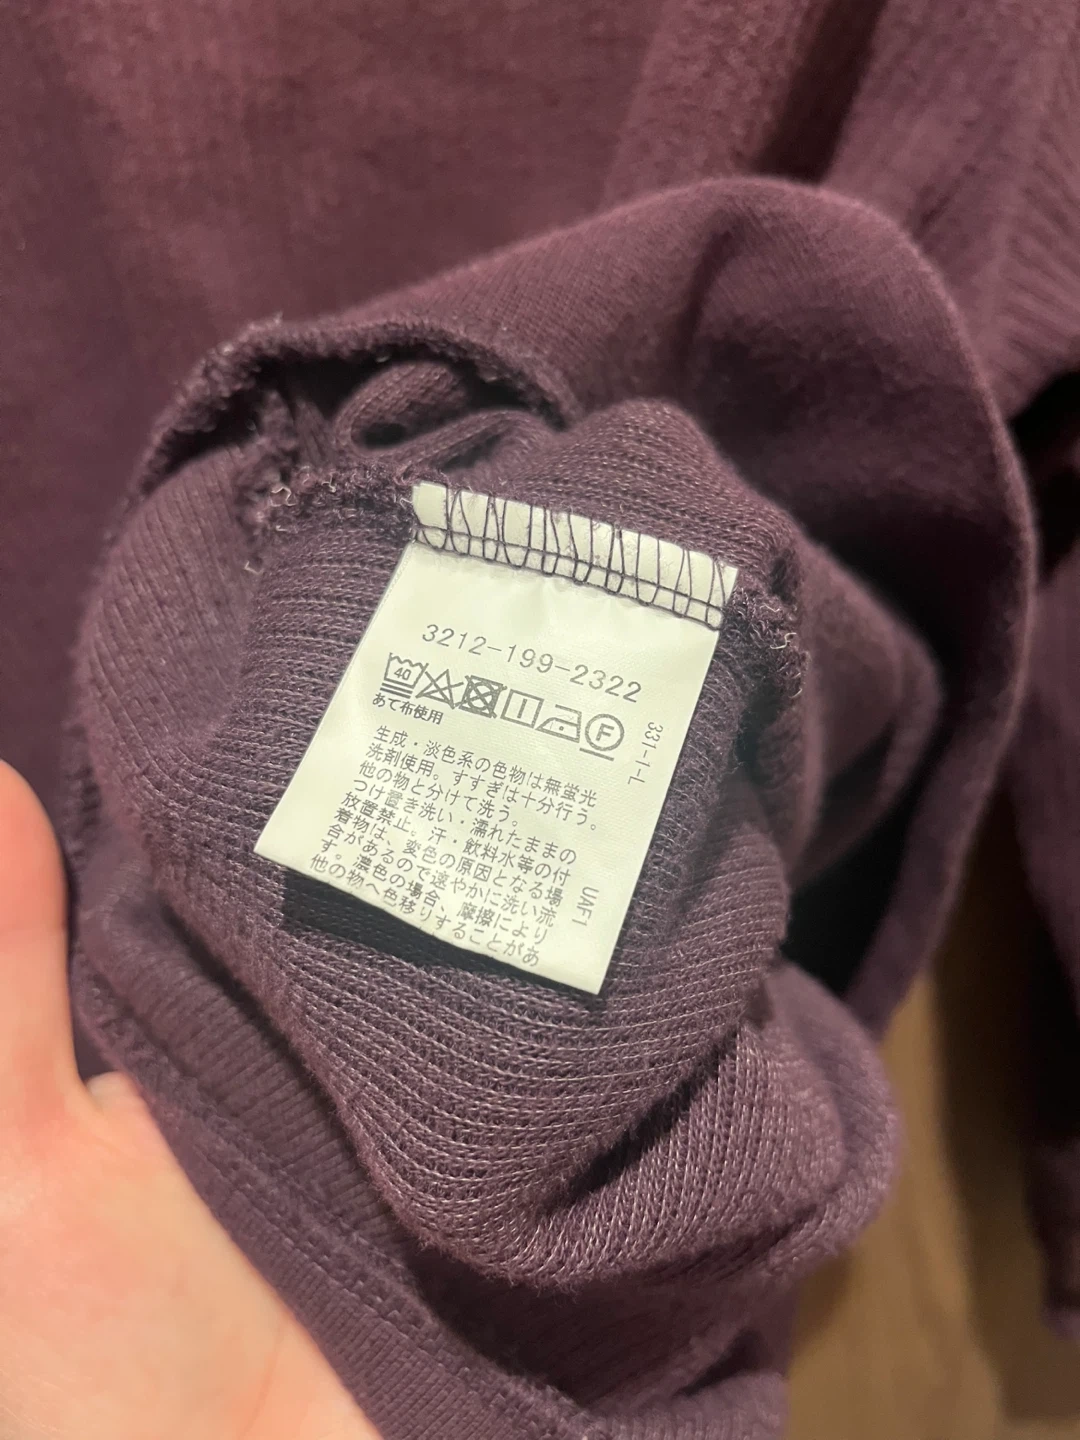 3212-199-2322
40
F
あて布使用
生成・淡色系の色物は無蛍光
洗剤使用。すすぎは十分行う。
他の物と分けて洗う。
つけ置き洗い・濡れたままの
放置禁止。汗・飲料水等の付
着物は、変色の原因となる場
合があるので速やかに洗い流
す。濃色の場合、摩擦により
他の物へ色移りすることがあ
331-I-L
UAF1